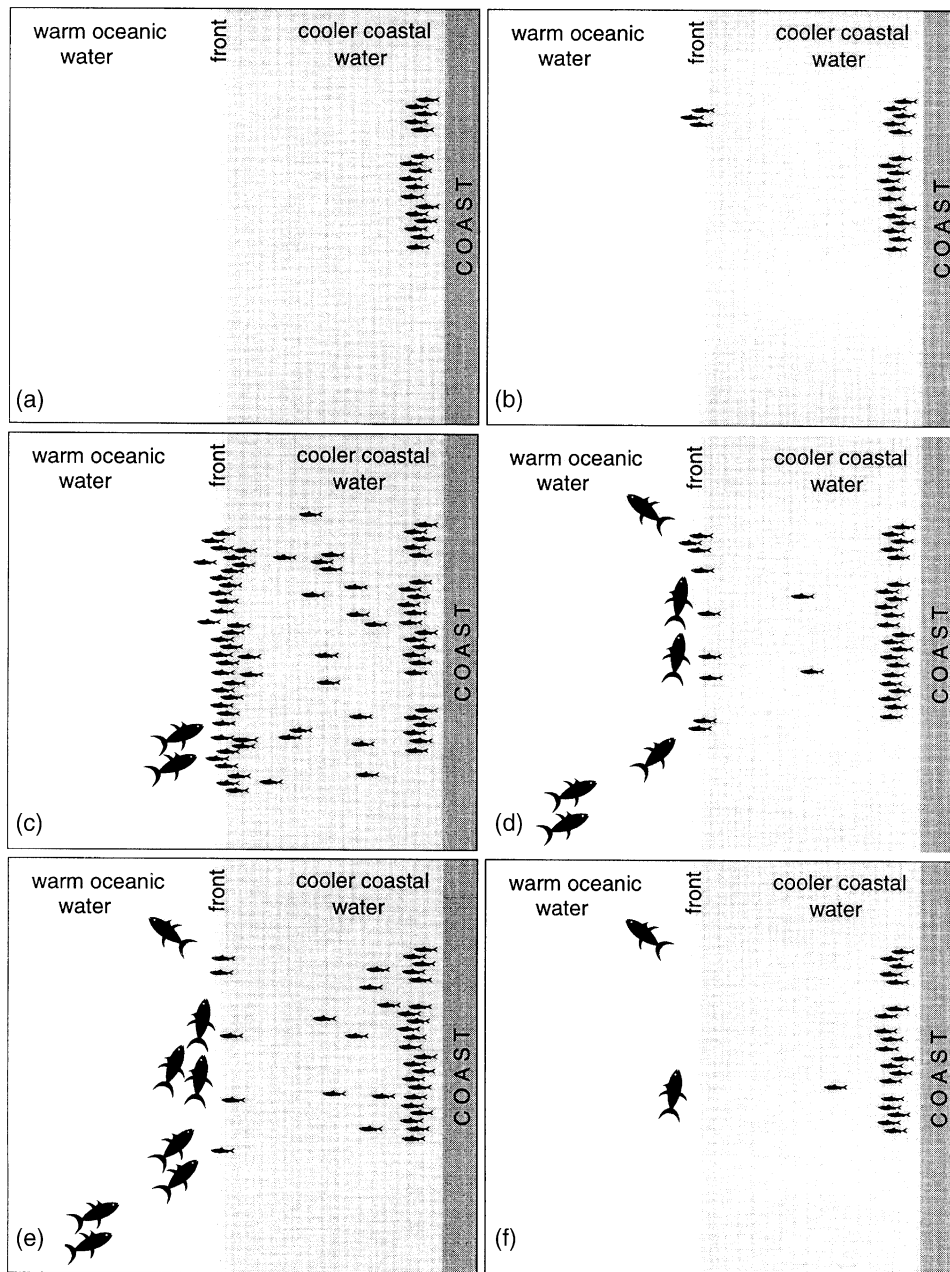 warm oceanic
water
front
cooler coastal
water
COAST
(a)
warm oceanic
water
front
cooler coastal
water
COAST
(b)
warm oceanic
water
front
cooler coastal
water
COAST
(c)
warm oceanic
water
front
cooler coastal
water
COAST
(d)
warm oceanic
water
front
cooler coastal
water
COAST
(e)
warm oceanic
water
front
cooler coastal
water
COAST
(f)